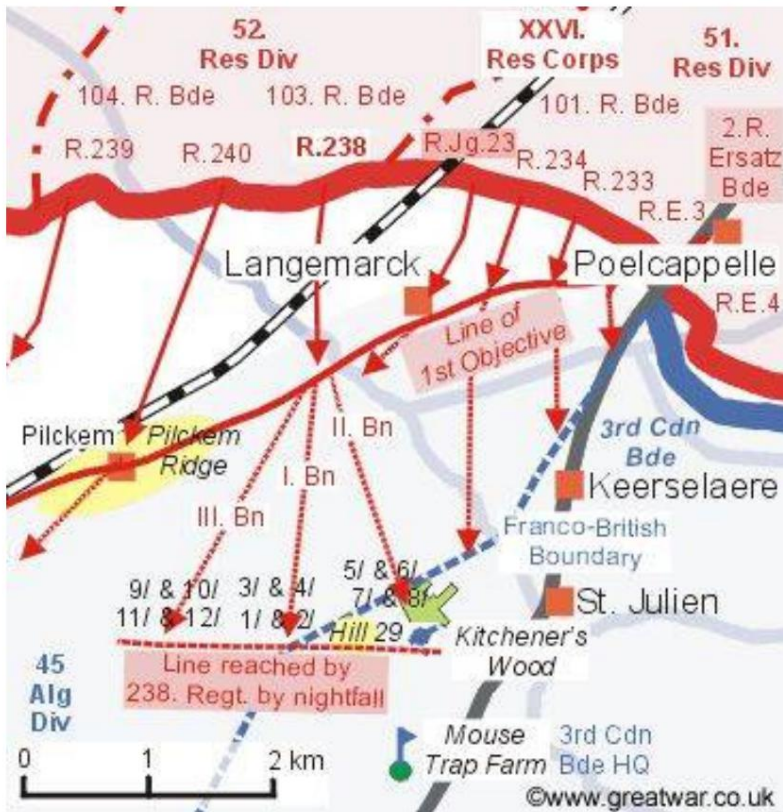 52.
Res Div
XXVI.
Res Corps
51.
Res Div
104. R. Bde
103. R. Bde
101. R. Bde
R.239
R.240
R.238
R.Jg.23
R.234
R.233
R.E.3
2.R.
Ersatz
Bde
R.E.4
Langemarck
Poelcappelle
Line of
1st Objective
Pilckem
Pilckem
Ridge
II. Bn
I. Bn
III. Bn
3rd Cdn
Bde
Keerselaere
Franco-British
Boundary
9/ & 10/
11/ & 12/
3/ & 4/
1/ & 2/
5/ & 6/
7/ & 8/
Hill 29
St. Julien
Kitchener's
Wood
Line reached by
238. Regt. by nightfall
45
Alg
Div
0 1 2 km
Mouse
Trap Farm
3rd Cdn
Bde HQ
©www.greatwar.co.uk